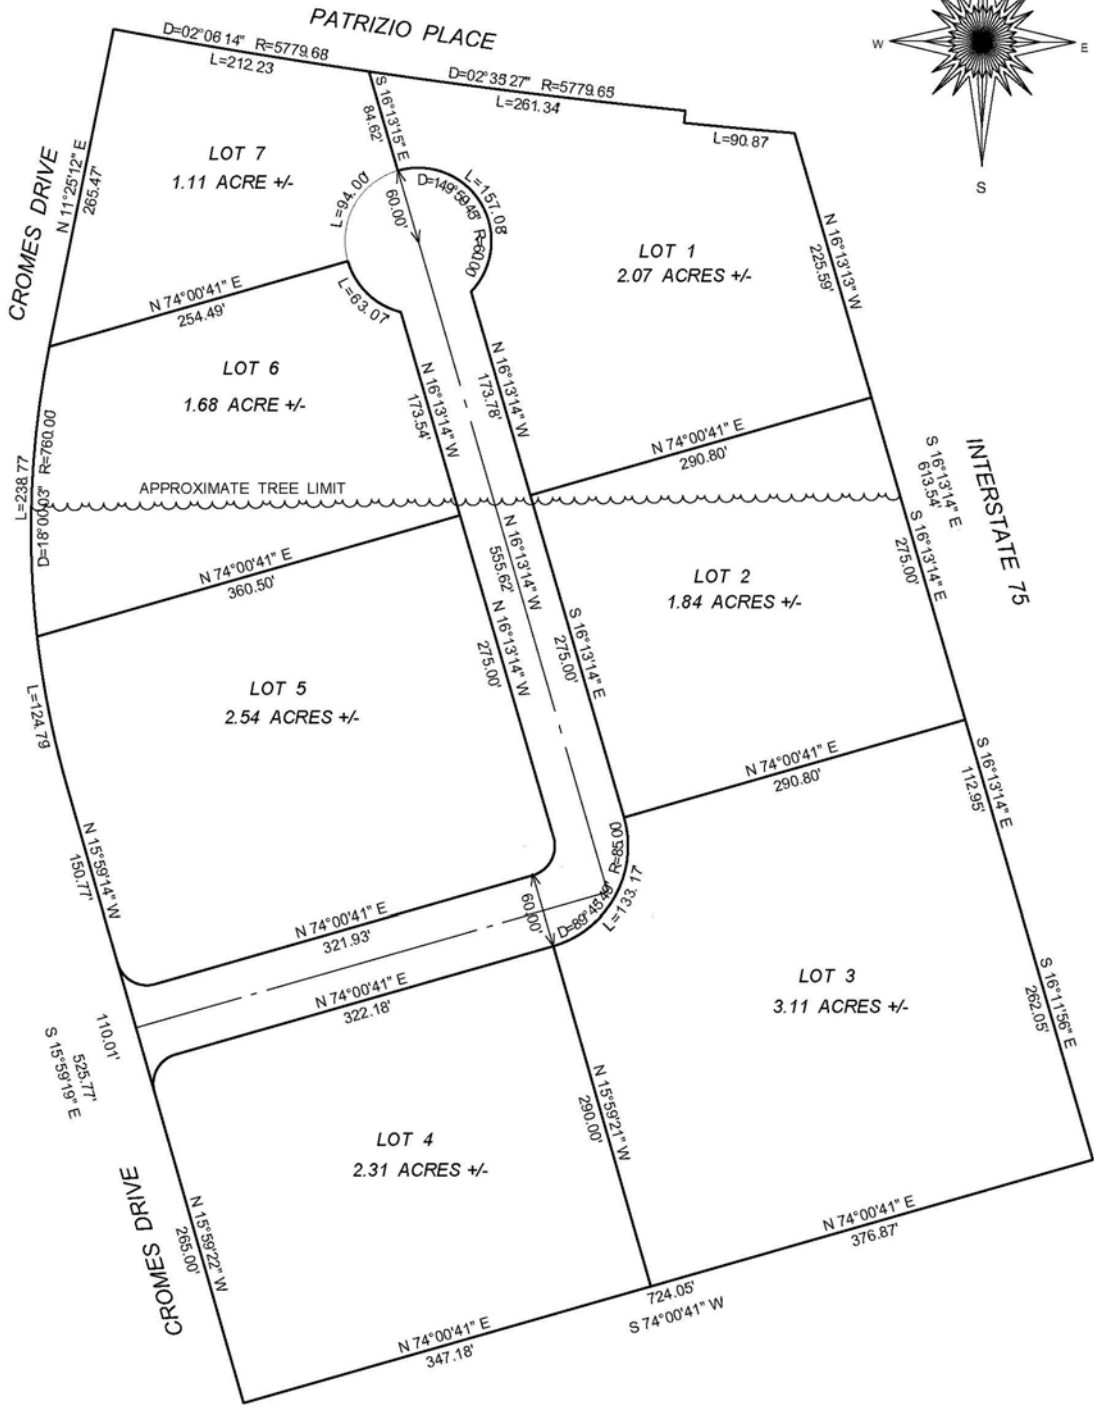 PATRIZIO PLACE
W
E
S
D=02°06'14" R=5779.68
L=212.23
D=02°35'27" R=5779.65
L=261.34
L=90.87
S 16°13'15" E
84.62'
CROMES DRIVE
N 11°25'12" E
265.47'
LOT 7
1.11 ACRE +/-
L=94.00
60.00'
D=149°59'45" R=60.00
L=157.08
LOT 1
2.07 ACRES +/-
N 16°13'13" W
225.59'
N 74°00'41" E
254.49'
L=63.07
LOT 6
1.68 ACRE +/-
N 16°13'14" W
173.54'
N 16°13'14" W
173.78'
N 74°00'41" E
290.80'
L=238.77
D=18°00'03" R=760.00
APPROXIMATE TREE LIMIT
S 16°13'14" E
613.54'
INTERSTATE 75
N 74°00'41" E
360.50'
N 16°13'14" W
555.62'
S 16°13'14" E
275.00'
LOT 2
1.84 ACRES +/-
N 16°13'14" W
275.00'
S 16°13'14" E
275.00'
LOT 5
2.54 ACRES +/-
L=124.79
N 74°00'41" E
290.80'
S 16°13'14" E
112.95'
N 15°59'14" W
150.77'
N 74°00'41" E
321.93'
60.00'
D=89°45'49" R=85.00
L=133.17
N 74°00'41" E
322.18'
LOT 3
3.11 ACRES +/-
S 16°11'56" E
262.05'
110.01'
525.77'
S 15°59'19" E
LOT 4
2.31 ACRES +/-
N 15°59'21" W
290.00'
CROMES DRIVE
N 15°59'22" W
265.00'
N 74°00'41" E
376.87'
724.05'
S 74°00'41" W
N 74°00'41" E
347.18'